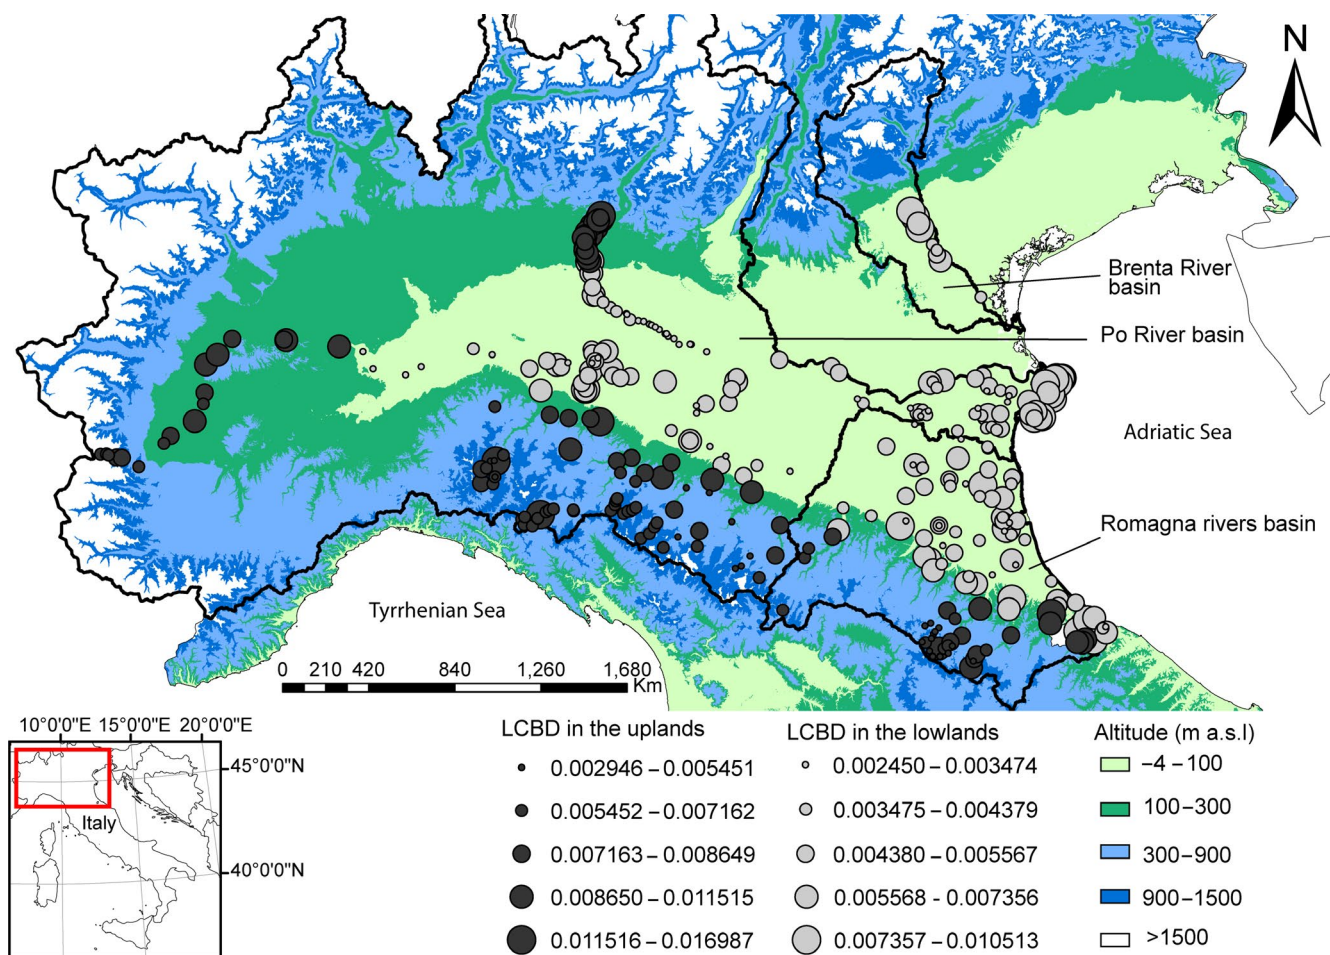 N
Brenta River
basin
Po River basin
Adriatic Sea
Romagna rivers basin
Tyrrhenian Sea
0 210 420 840 1,260 1,680
Km
10°0'0"E 15°0'0"E 20°0'0"E
45°0'0"N
Italy
40°0'0"N
LCBD in the uplands
0.002946 – 0.005451
0.005452 – 0.007162
0.007163 – 0.008649
0.008650 – 0.011515
0.011516 – 0.016987
LCBD in the lowlands
0.002450 – 0.003474
0.003475 – 0.004379
0.004380 – 0.005567
0.005568 – 0.007356
0.007357 – 0.010513
Altitude (m a.s.l)
–4 – 100
100 – 300
300 – 900
900 – 1500
>1500